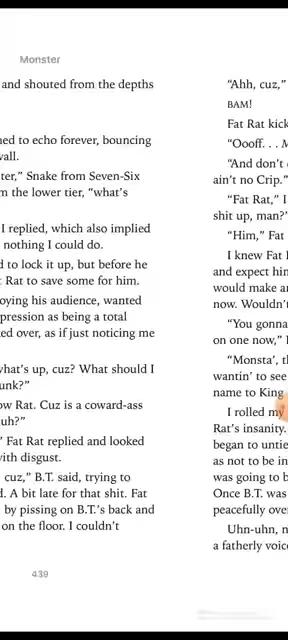 Monster
and shouted from the depths
ned to echo forever, bouncing
wall.
ter,” Snake from Seven-Six
m the lower tier, “what's
I replied, which also implied
nothing I could do.
d to lock it up, but before he
t Rat to save some for him.
oying his audience, wanted
pression as being a total
ked over, as if just noticing me
what's up, cuz? What should I
unk?”
ow Rat. Cuz is a coward-ass
uh?”
,” Fat Rat replied and looked
with disgust.
, cuz,” B.T. said, trying to
d. A bit late for that shit. Fat
by pissing on B.T.'s back and
on the floor. I couldn't
439
“Ahh, cuz,”
BAM!
Fat Rat kick
“Oooff. . . M
“And don't
ain't no Crip.”
“Fat Rat,” I
shit up, man?”
“Him,” Fat
I knew Fat
and expect him
would make an
now. Wouldn't
“You gonna
on one now,”
“Monsta', th
wantin' to see
name to King
I rolled my
Rat's insanity.
began to untie
as not to be in
was going to b
Once B.T. was
peacefully over
Uhn-uhn, n
a fatherly voic